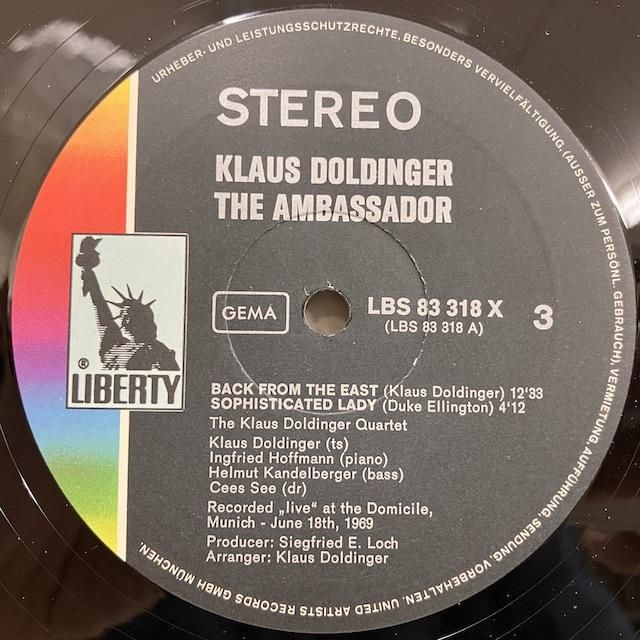 URHEBER- UND LEISTUNGSSCHUTZRECHTE. BESONDERS VERVIELFÄLTIGUNG. (AUSSER ZUM PERSÖNL. GEBRAUCH), VERMIETUNG, AUFFÜHRUNG, SENDUNG, VORBEHALTEN. UNITED ARTISTS RECORDS GMBH MÜNCHEN.
STEREO
KLAUS DOLDINGER
THE AMBASSADOR
GEMA
LBS 83 318 X
(LBS 83 318 A)
3
®
LIBERTY
BACK FROM THE EAST (Klaus Doldinger) 12'33
SOPHISTICATED LADY (Duke Ellington) 4'12
The Klaus Doldinger Quartet
Klaus Doldinger (ts)
Ingfried Hoffmann (piano)
Helmut Kandelberger (bass)
Cees See (dr)
Recorded „live" at the Domicile,
Munich - June 18th, 1969
Producer: Siegfried E. Loch
Arranger: Klaus Doldinger